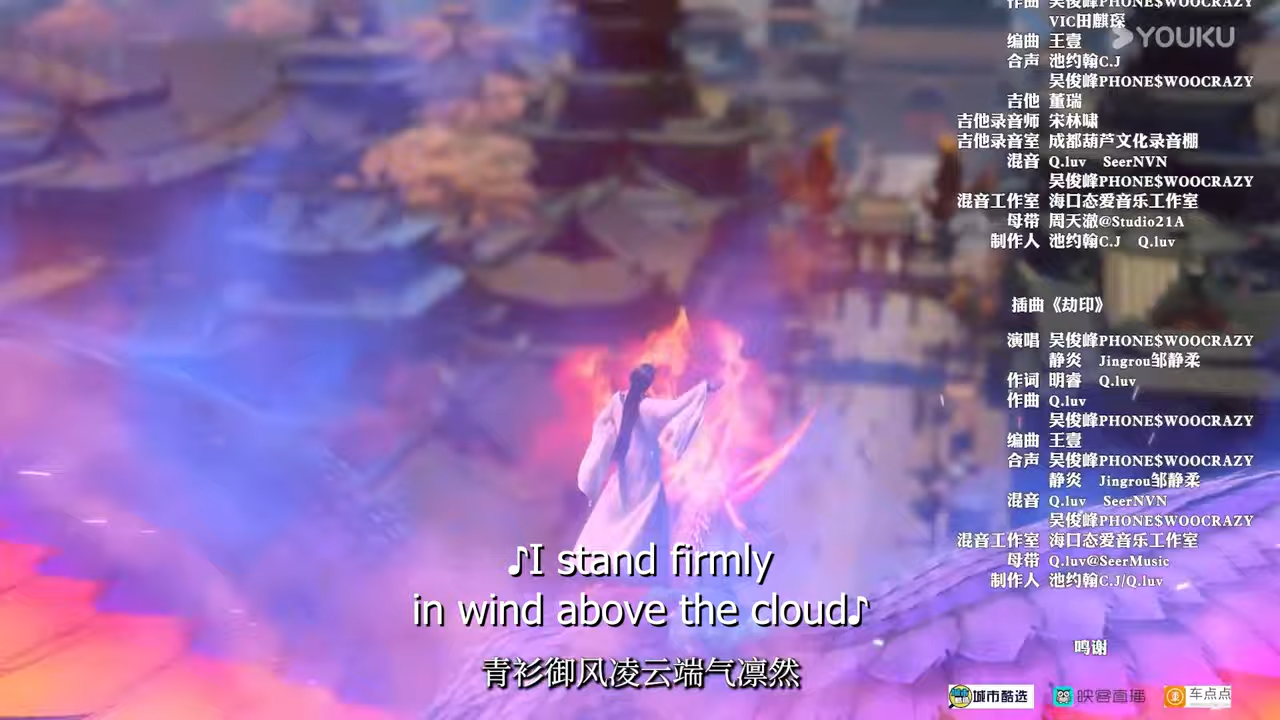 作曲 吴俊峰PHONE$WOOCRAZY
VIC田麒琛
YOUKU
编曲 王壹
合声 池约翰C.J
吴俊峰PHONE$WOOCRAZY
吉他 董瑞
吉他录音师 宋林啸
吉他录音室 成都葫芦文化录音棚
混音 Q.luv SeerNVN
吴俊峰PHONE$WOOCRAZY
混音工作室 海口态爱音乐工作室
母带 周天澈@Studio21A
制作人 池约翰C.J Q.luv
插曲《劫印》
演唱 吴俊峰PHONE$WOOCRAZY
静炎 Jingrou邹静柔
作词 明睿 Q.luv
作曲 Q.luv
吴俊峰PHONE$WOOCRAZY
编曲 王壹
合声 吴俊峰PHONE$WOOCRAZY
静炎 Jingrou邹静柔
混音 Q.luv SeerNVN
吴俊峰PHONE$WOOCRAZY
混音工作室 海口态爱音乐工作室
母带 Q.luv@SeerMusic
制作人 池约翰C.J/Q.luv
♪I stand firmly
in wind above the cloud♪
青衫御风凌云端气凛然
鸣谢
城市酷选 映客直播 车点点